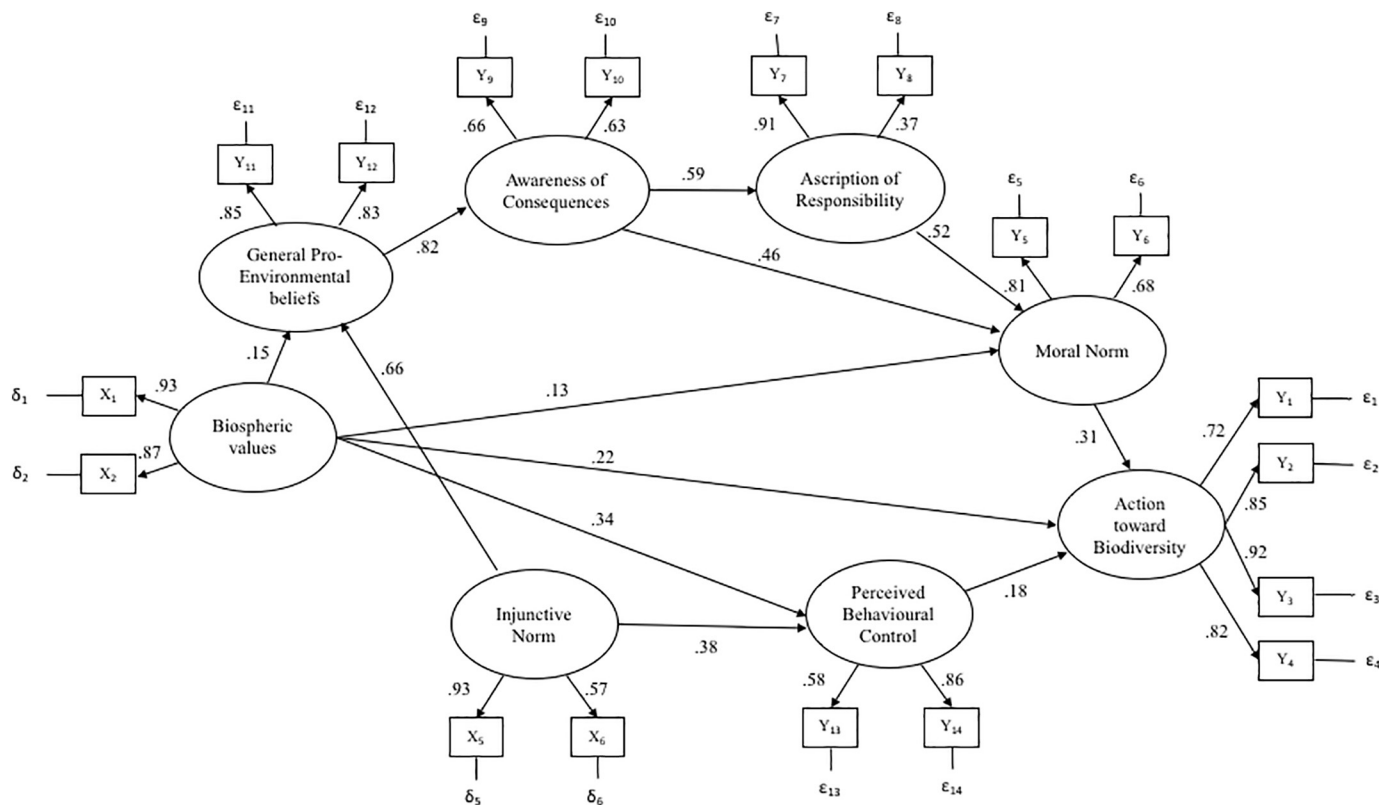 ε9
ε10
ε7
ε8
Y9
Y10
Y7
Y8
.66
.63
.91
.37
ε11
ε12
Y11
Y12
.85
.83
Awareness of
Consequences
.59
Ascription of
Responsibility
ε5
ε6
Y5
Y6
.82
.46
.52
.81
.68
General Pro-
Environmental
beliefs
Moral Norm
.15
.66
.13
δ1
X1
.93
δ2
X2
.87
Biospheric
values
.22
.34
.31
.72
Y1
ε1
.85
Y2
ε2
.92
Y3
ε3
.82
Y4
ε4
Action
toward
Biodiversity
Injunctive
Norm
.38
Perceived
Behavioural
Control
.18
.93
.57
.58
.86
X5
X6
Y13
Y14
δ5
δ6
ε13
ε14